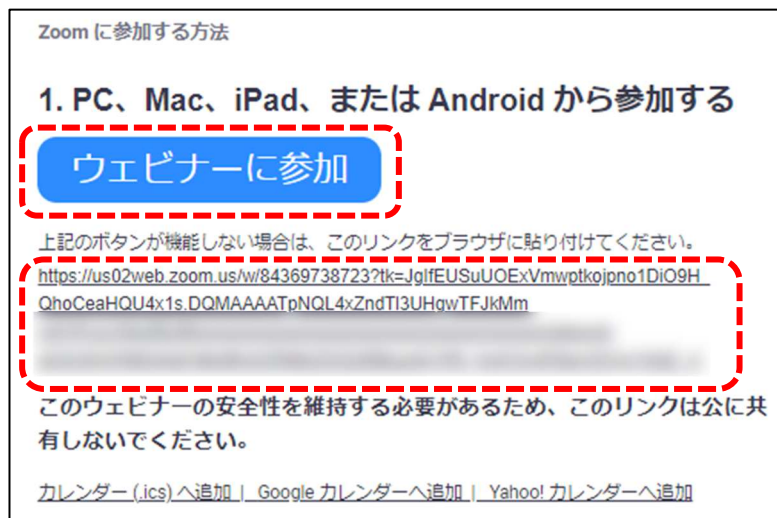 Zoom に参加する方法
1. PC、Mac、iPad、または Android から参加する
ウェビナーに参加
上記のボタンが機能しない場合は、このリンクをブラウザに貼り付けてください。
https://us02web.zoom.us/w/84369738723?tk=JglfEUSuUOExVmwptkojpno1DiO9H_
QhoCeaHQU4x1s.DQMAAAATpNQL4xZndTI3UHgwTFJkMm
このウェビナーの安全性を維持する必要があるため、このリンクは公に共
有しないでください。
カレンダー (.ics) へ追加 | Google カレンダーへ追加 | Yahoo! カレンダーへ追加